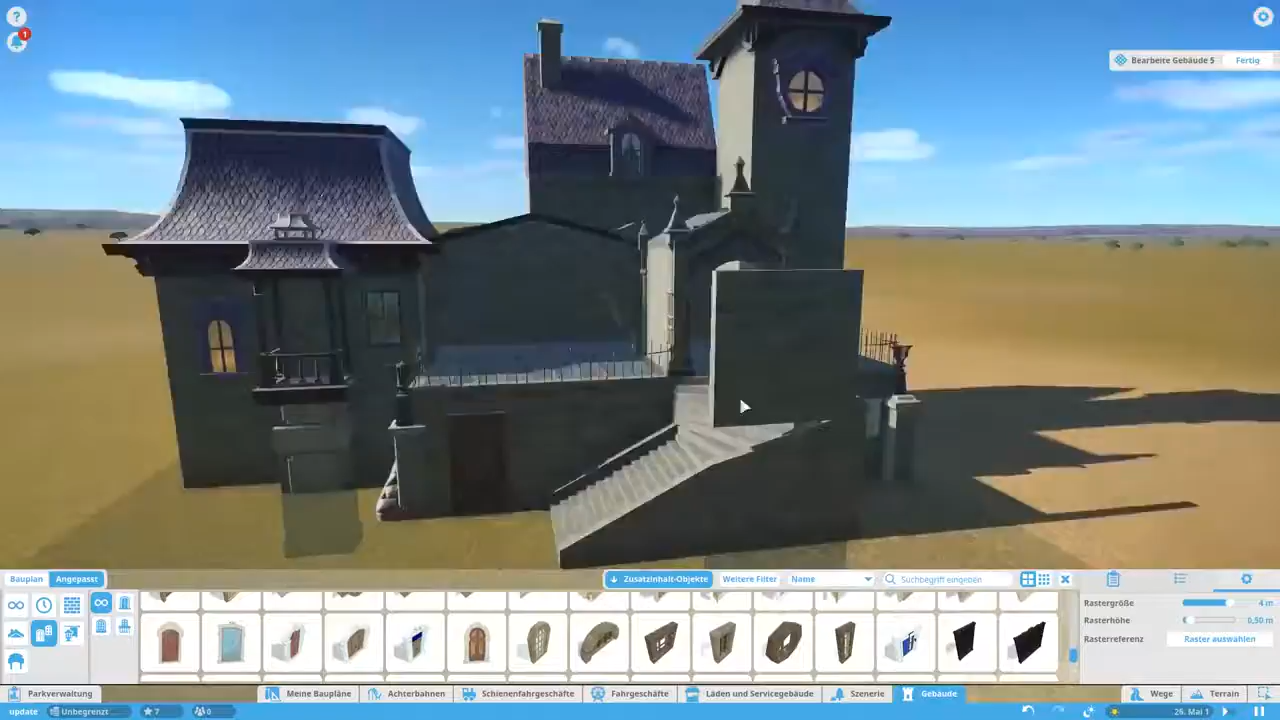 ?
1
Bearbeite Gebäude 5 Fertig
Bauplan Angepasst
Zusatzinhalt-Objekte Weitere Filter Name Suchbegriff eingeben
Rastergröße 4 m
Rasterhöhe 0,50 m
Rasterreferenz Raster auswählen
Parkverwaltung Meine Baupläne Achterbahnen Schienenfahrgeschäfte Fahrgeschäfte Läden und Servicegebäude Szenerie Gebäude Wege Terrain
update Unbegrenzt 7 0 26. Mai 1